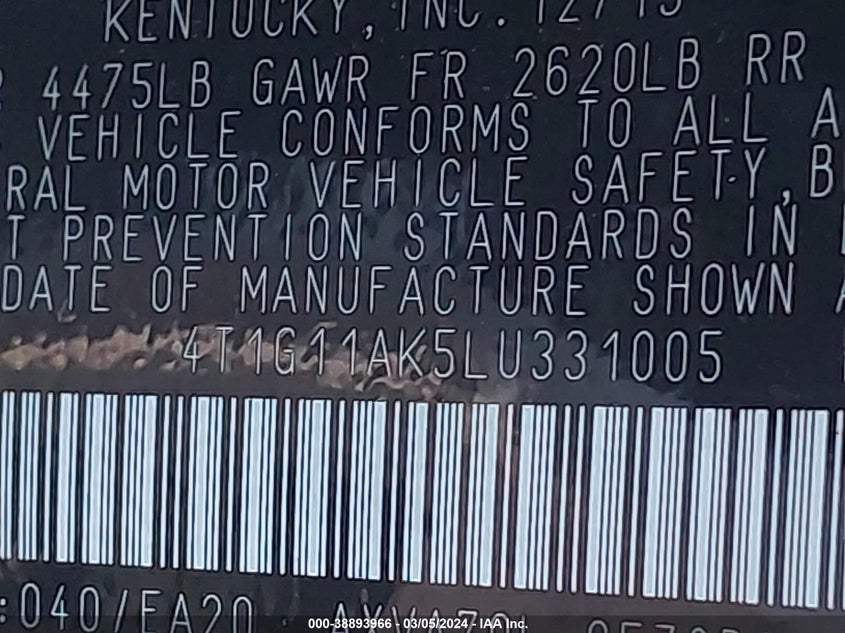 KENTUCKY, INC. 12/19
4475LB GAWR FR 2620LB RR
VEHICLE CONFORMS TO ALL A
RAL MOTOR VEHICLE SAFETY, B
T PREVENTION STANDARDS IN
DATE OF MANUFACTURE SHOWN A
4T1G11AK5LU331005
:040/EA20
000-38893966 - 03/05/2024 - IAA, Inc.